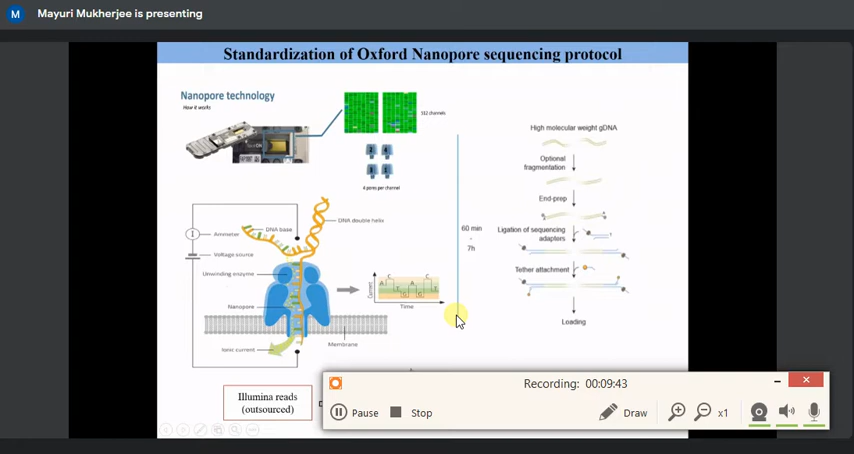 M
Mayuri Mukherjee is presenting
Standardization of Oxford Nanopore sequencing protocol
Nanopore technology
How it works
512 channels
4 pores per channel
High molecular weight gDNA
Optional
fragmentation
End-prep
Ligation of sequencing
adapters
Tether attachment
Loading
60 min
-
7h
DNA double helix
DNA base
I
Ammeter
Voltage source
Unwinding enzyme
Nanopore
Ionic current
Membrane
Current
A C T G A G C T
Time
Illumina reads
(outsourced)
Recording: 00:09:43
Pause
Stop
Draw
x1